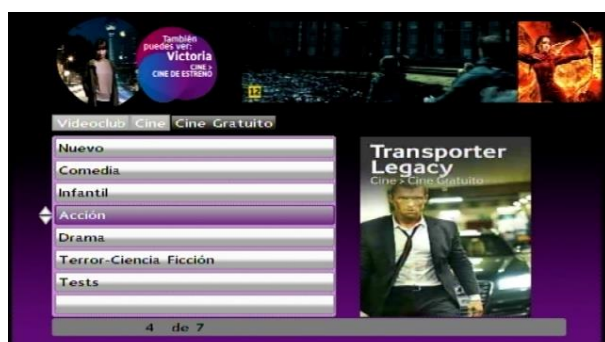 También
puedes ver:
Victoria
CINE >
CINE DE ESTRENO
12
Videoclub Cine Cine Gratuito
Nuevo
Comedia
Infantil
Acción
Drama
Terror-Ciencia Ficción
Tests
4 de 7
Transporter
Legacy
Cine > Cine Gratuito